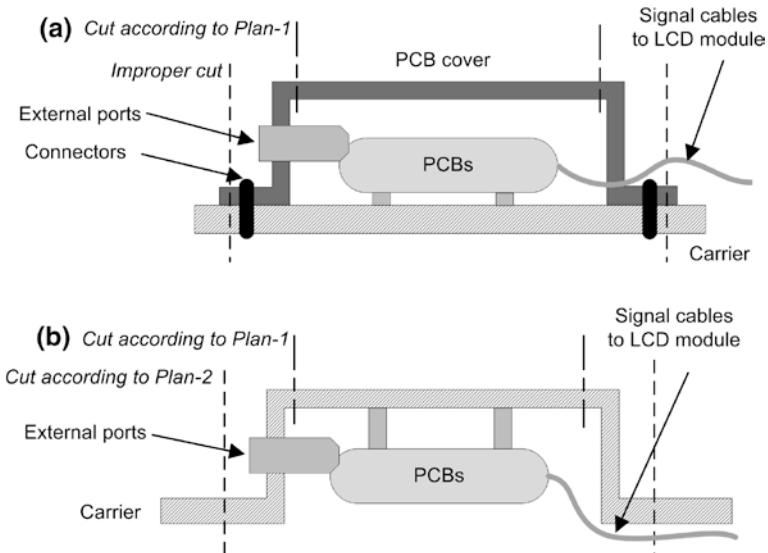 (a) Cut according to Plan-1
Signal cables
to LCD module
Improper cut
PCB cover
External ports
Connectors
PCBs
Carrier
(b) Cut according to Plan-1
Signal cables
to LCD module
Cut according to Plan-2
External ports
PCBs
Carrier